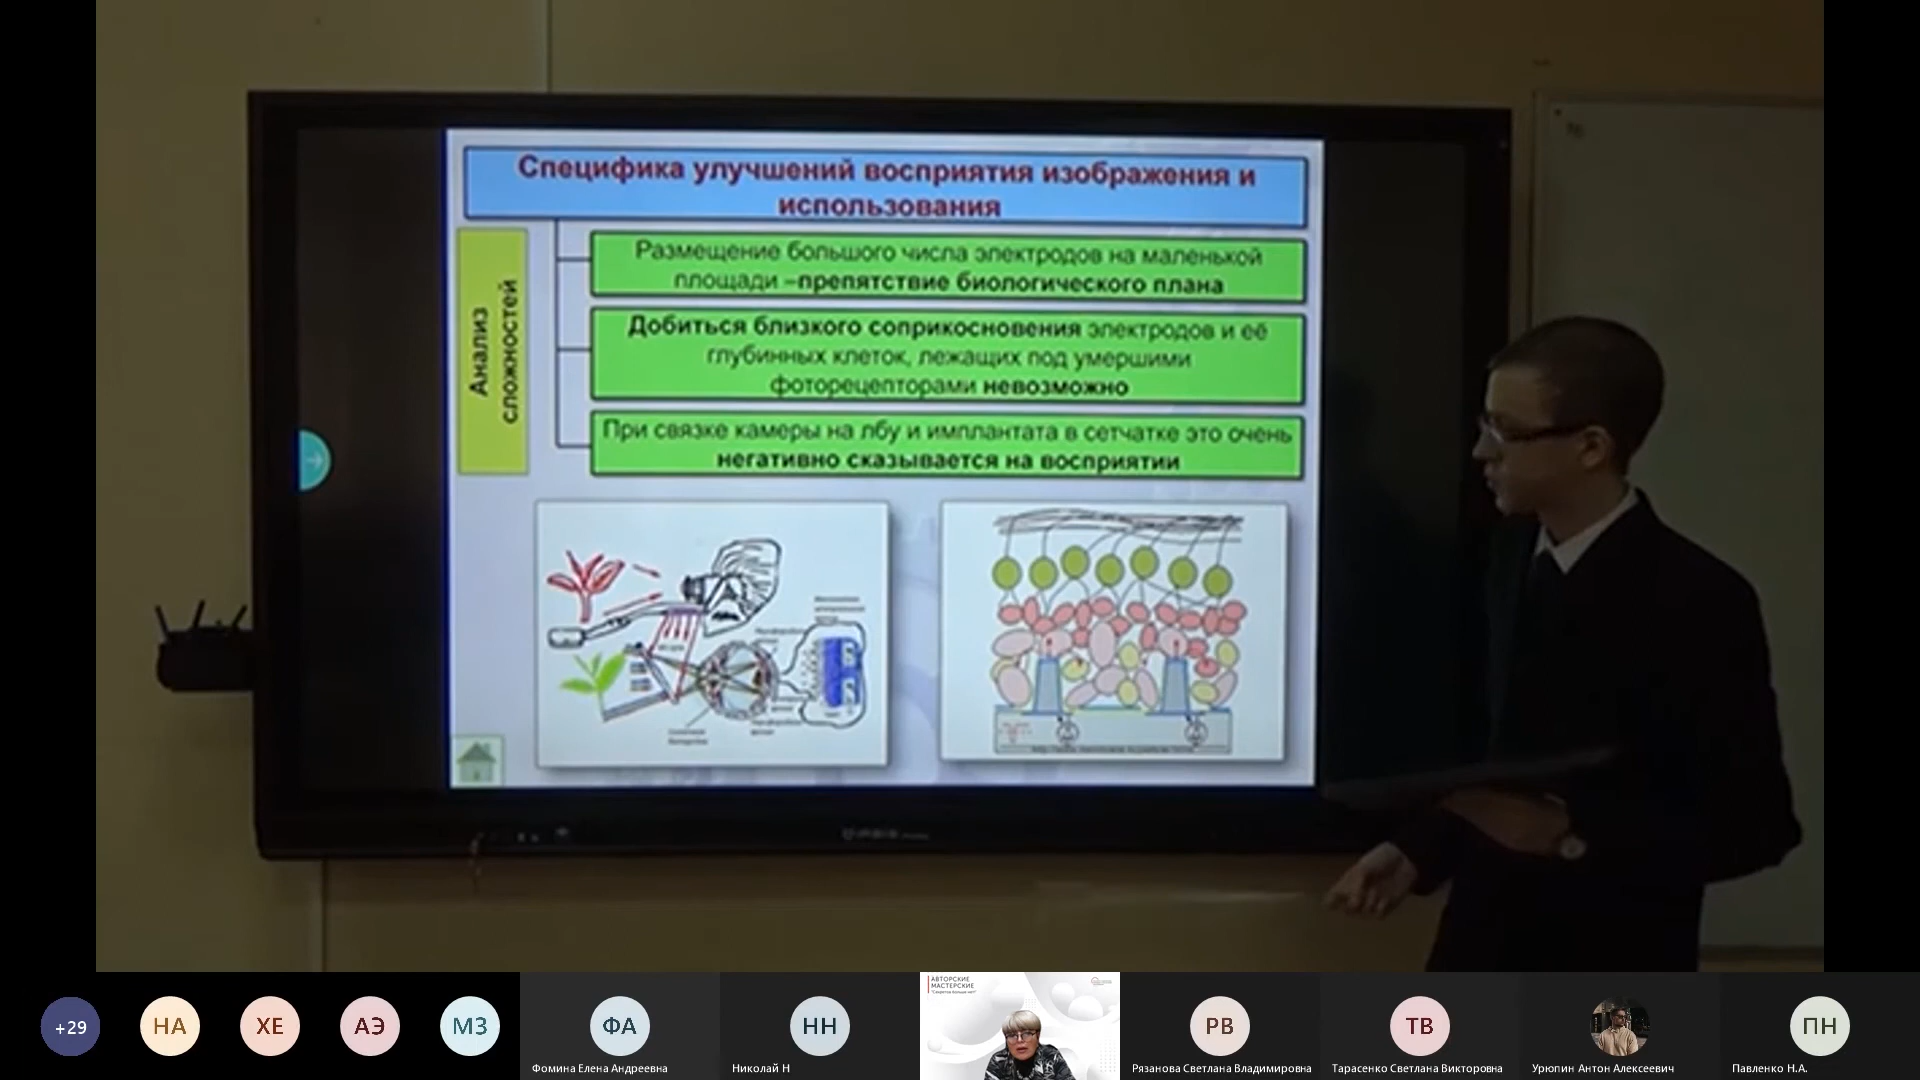 Специфика улучшений восприятия изображения и
использования
Анализ
сложностей
Размещение большого числа электродов на маленькой
площади –препятствие биологического плана
Добиться близкого соприкосновения электродов и её
глубинных клеток, лежащих под умершими
фоторецепторами невозможно
При связке камеры на лбу и имплантата в сетчатке это очень
негативно сказывается на восприятии
+29
НА
ХЕ
АЭ
МЗ
ФА
Фомина Елена Андреевна
НН
Николай Н
АВТОРСКИЕ
МАСТЕРСКИЕ
РВ
Рязанова Светлана Владимировна
ТВ
Тарасенко Светлана Викторовна
Урюпин Антон Алексеевич
ПН
Павленко Н.А.